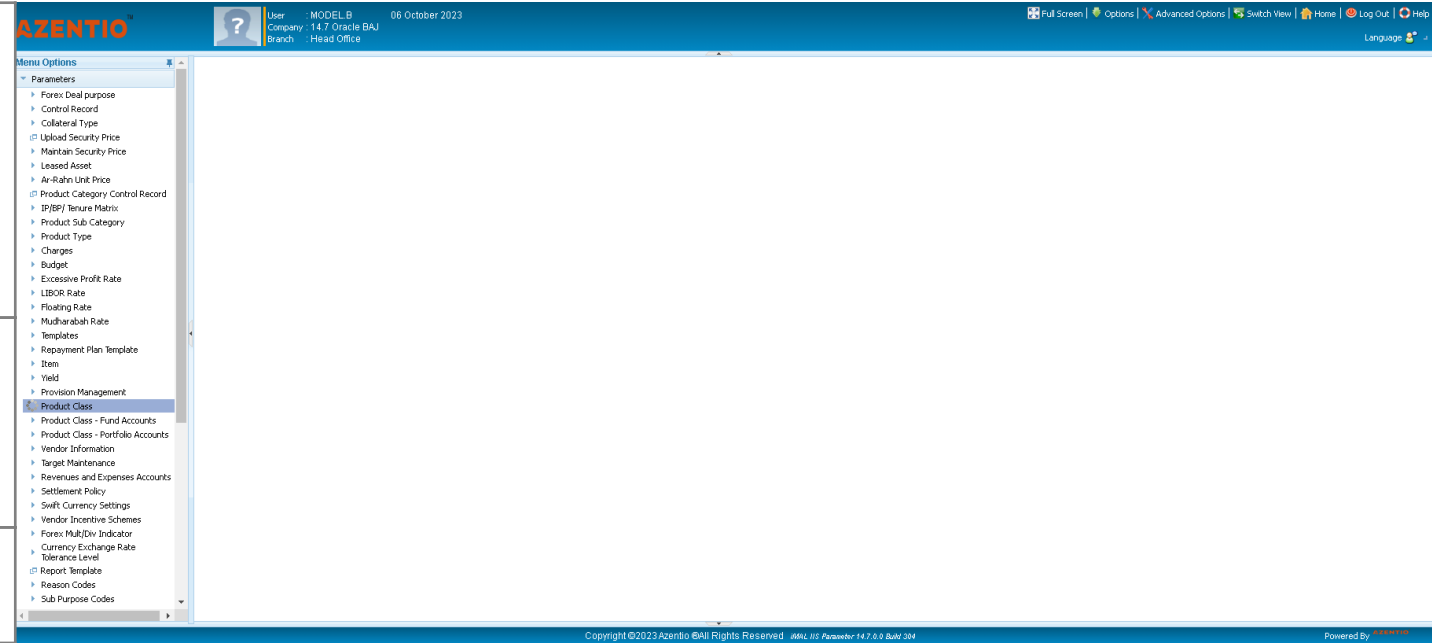 AZENTIO™
?
User : MODEL.B 06 October 2023
Company : 14.7 Oracle BAJ
Branch : Head Office
Full Screen | Options | Advanced Options | Switch View | Home | Log Out | Help
Language
Menu Options
Parameters
Forex Deal purpose
Control Record
Collateral Type
Upload Security Price
Maintain Security Price
Leased Asset
Ar-Rahn Unit Price
Product Category Control Record
IP/BP/ Tenure Matrix
Product Sub Category
Product Type
Charges
Budget
Excessive Profit Rate
LIBOR Rate
Floating Rate
Mudharabah Rate
Templates
Repayment Plan Template
Item
Yield
Provision Management
Product Class
Product Class - Fund Accounts
Product Class - Portfolio Accounts
Vendor Information
Target Maintenance
Revenues and Expenses Accounts
Settlement Policy
Swift Currency Settings
Vendor Incentive Schemes
Forex Mult/Div Indicator
Currency Exchange Rate
Tolerance Level
Report Template
Reason Codes
Sub Purpose Codes
Copyright ©2023 Azentio ®All Rights Reserved iMAL IIS Parameter 14.7.0.0 Build 304
Powered By AZENTIO